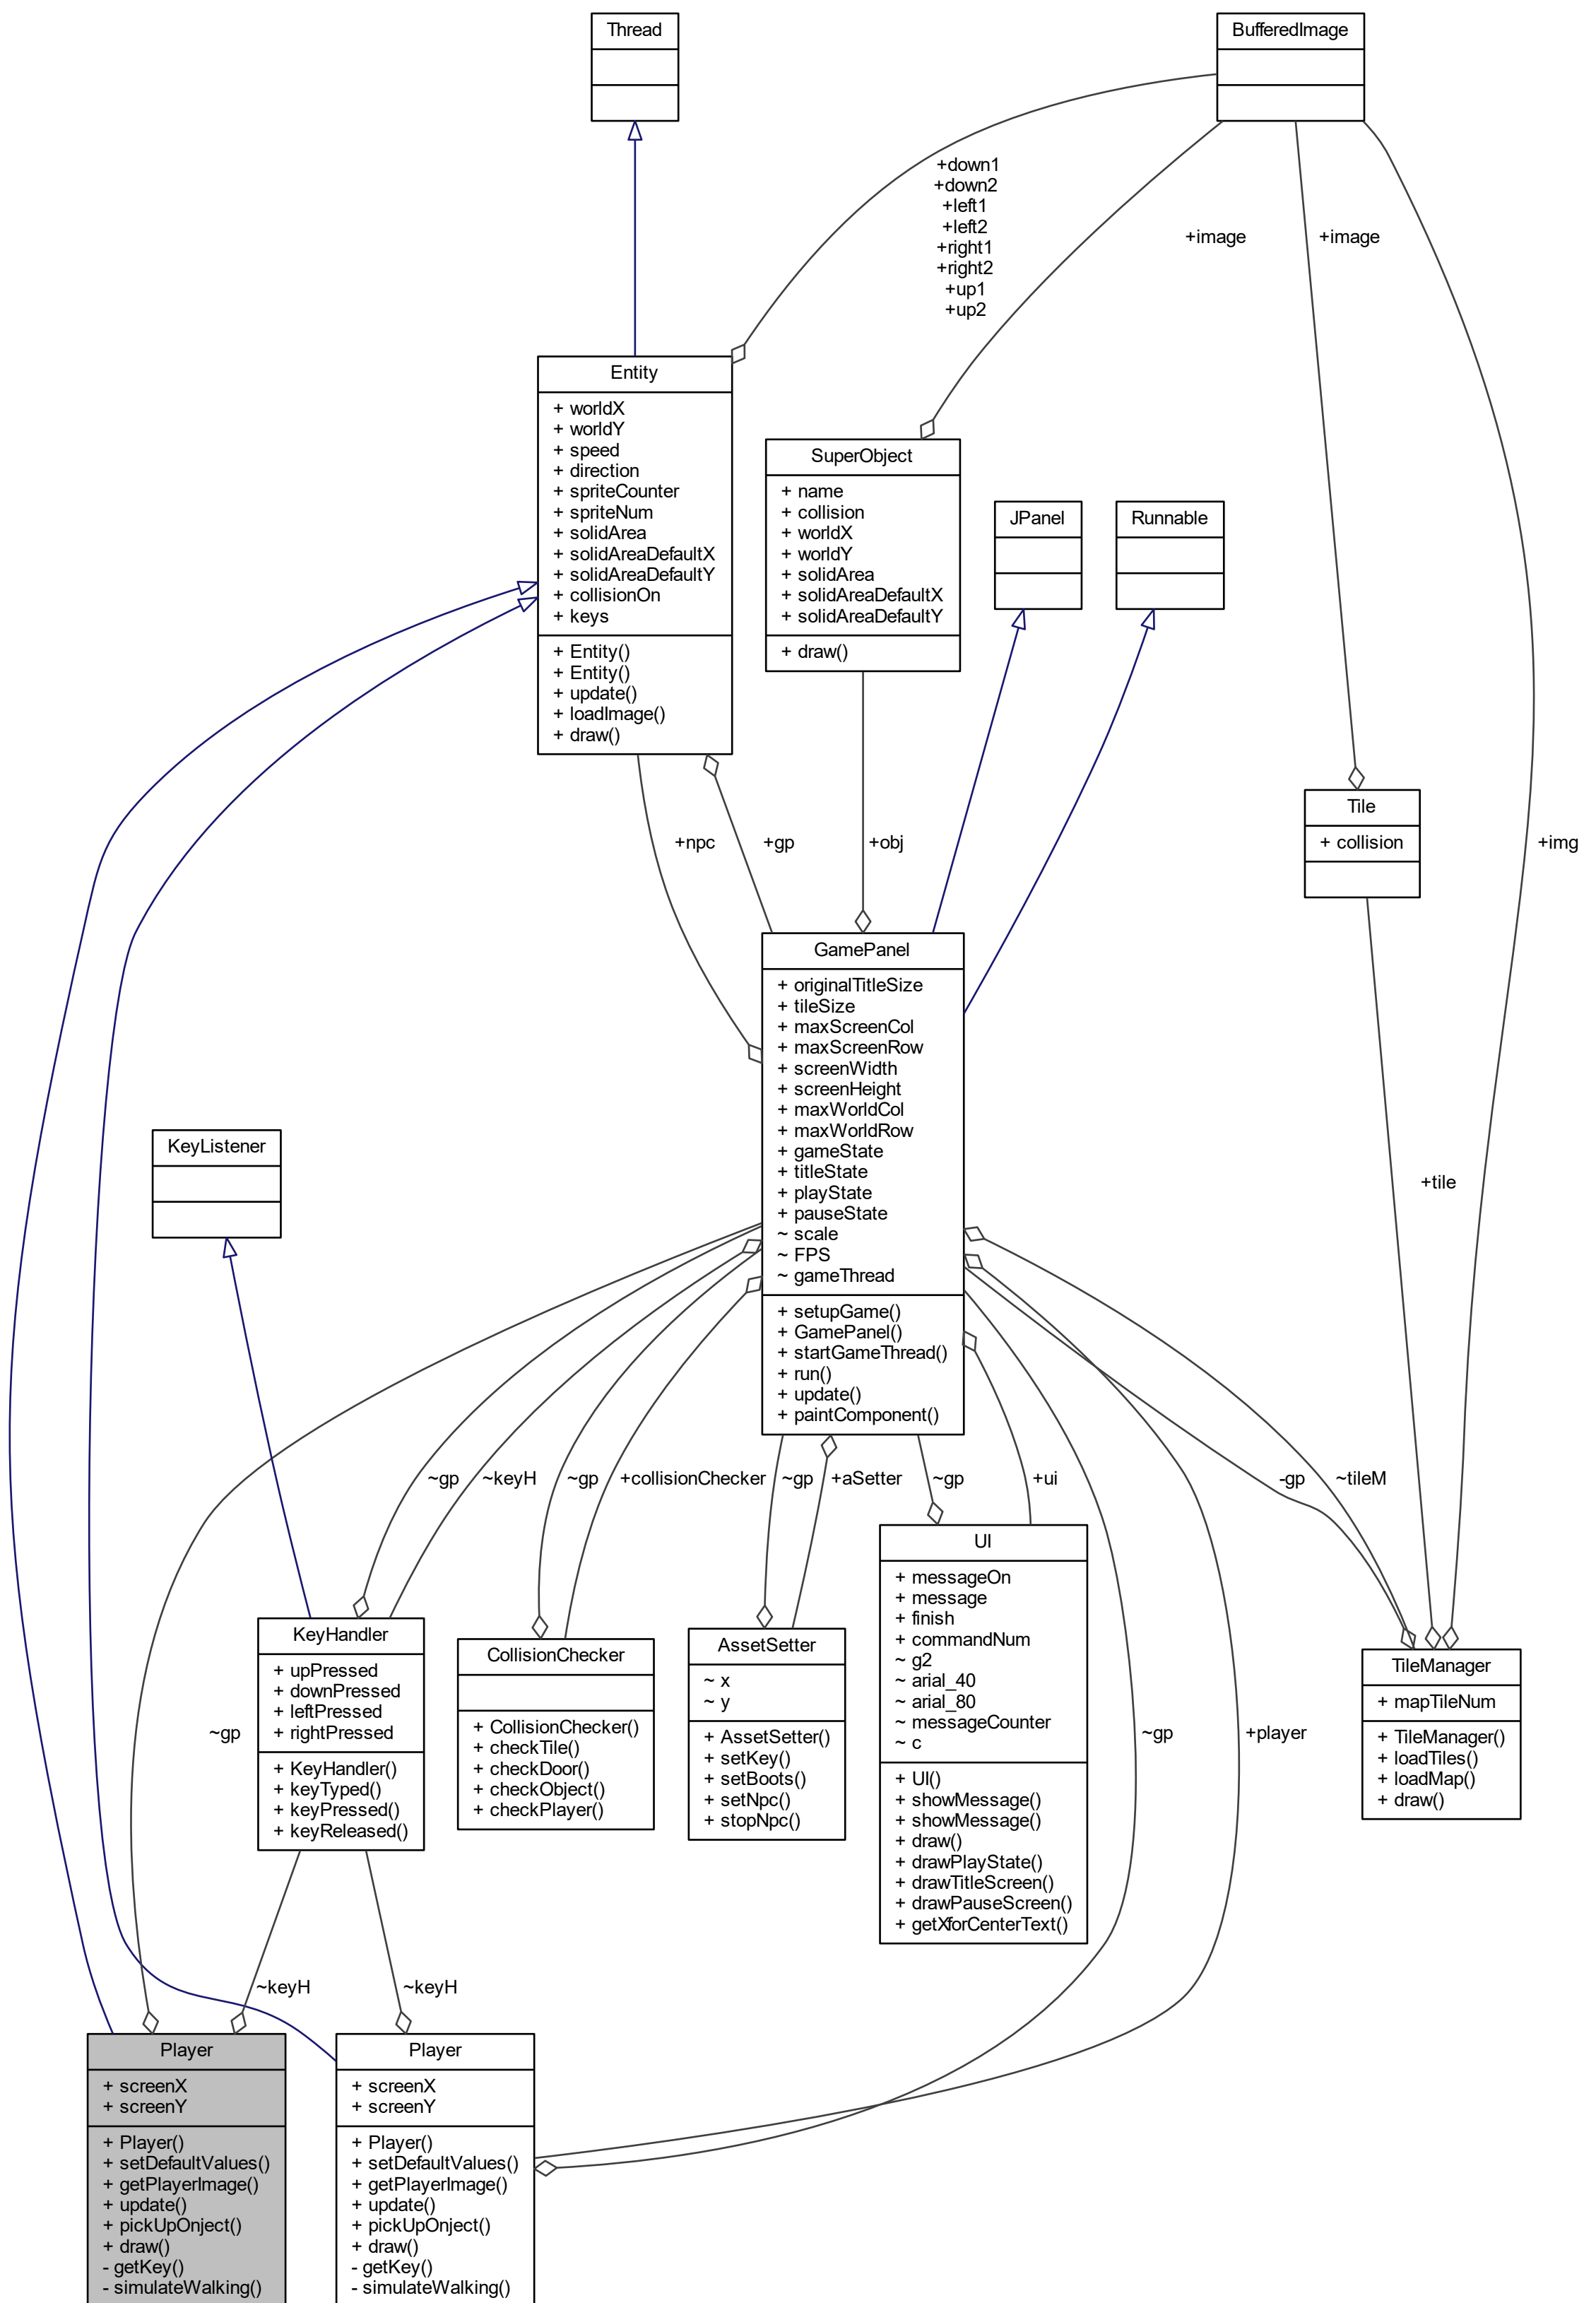 Thread
BufferedImage
+down1
+down2
+left1
+left2
+right1
+right2
+up1
+up2
+image
+image
Entity
+ worldX
+ worldY
+ speed
+ direction
+ spriteCounter
+ spriteNum
+ solidArea
+ solidAreaDefaultX
+ solidAreaDefaultY
+ collisionOn
+ keys
+ Entity()
+ Entity()
+ update()
+ loadImage()
+ draw()
SuperObject
+ name
+ collision
+ worldX
+ worldY
+ solidArea
+ solidAreaDefaultX
+ solidAreaDefaultY
+ draw()
JPanel
Runnable
Tile
+ collision
+npc
+gp
+obj
+img
GamePanel
+ originalTitleSize
+ tileSize
+ maxScreenCol
+ maxScreenRow
+ screenWidth
+ screenHeight
+ maxWorldCol
+ maxWorldRow
+ gameState
+ titleState
+ playState
+ pauseState
~ scale
~ FPS
~ gameThread
+ setupGame()
+ GamePanel()
+ startGameThread()
+ run()
+ update()
+ paintComponent()
KeyListener
+tile
~gp
~keyH
~gp
+collisionChecker
~gp
+aSetter
~gp
+ui
-gp
~tileM
KeyHandler
+ upPressed
+ downPressed
+ leftPressed
+ rightPressed
+ KeyHandler()
+ keyTyped()
+ keyPressed()
+ keyReleased()
CollisionChecker
+ CollisionChecker()
+ checkTile()
+ checkDoor()
+ checkObject()
+ checkPlayer()
AssetSetter
~ x
~ y
+ AssetSetter()
+ setKey()
+ setBoots()
+ setNpc()
+ stopNpc()
UI
+ messageOn
+ message
+ finish
+ commandNum
~ g2
~ arial_40
~ arial_80
~ messageCounter
~ c
+ UI()
+ showMessage()
+ showMessage()
+ draw()
+ drawPlayState()
+ drawTitleScreen()
+ drawPauseScreen()
+ getXforCenterText()
TileManager
+ mapTileNum
+ TileManager()
+ loadTiles()
+ loadMap()
+ draw()
~gp
~gp
+player
~keyH
~keyH
Player
+ screenX
+ screenY
+ Player()
+ setDefaultValues()
+ getPlayerImage()
+ update()
+ pickUpOnject()
+ draw()
- getKey()
- simulateWalking()
Player
+ screenX
+ screenY
+ Player()
+ setDefaultValues()
+ getPlayerImage()
+ update()
+ pickUpOnject()
+ draw()
- getKey()
- simulateWalking()